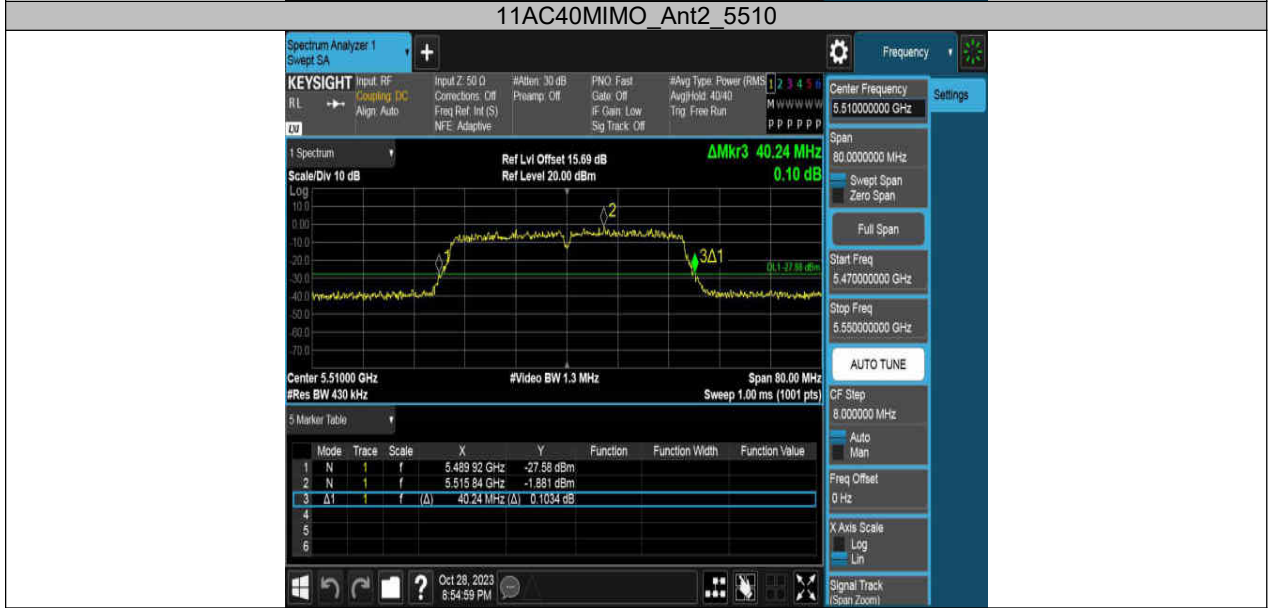 11AC40MIMO_Ant2_5510
Spectrum Analyzer 1
Swept SA
+
Frequency
KEYSIGHT Input: RF Input Z: 50 Ω #Atten: 30 dB PNO: Fast #Avg Type: Power (RMS 1 2 3 4 5 6
RL Coupling: DC Corrections: Off Preamp: Off Gate: Off Avg|Hold: 40/40 M W W W W W
Align: Auto Freq Ref: Int (S) IF Gain: Low Trig: Free Run
NFE: Adaptive Sig Track: Off P P P P P P
Center Frequency
5.510000000 GHz
Settings
Span
80.0000000 MHz
Swept Span
Zero Span
Full Span
Start Freq
5.470000000 GHz
Stop Freq
5.550000000 GHz
AUTO TUNE
CF Step
8.000000 MHz
Auto
Man
Freq Offset
0 Hz
X Axis Scale
Log
Lin
Signal Track
(Span Zoom)
1 Spectrum
Ref Lvl Offset 15.69 dB
ΔMkr3 40.24 MHz
Scale/Div 10 dB
Ref Level 20.00 dBm
0.10 dB
Log
10.0
0.00
-10.0
-20.0
-30.0
-40.0
-50.0
-60.0
-70.0
1
2
3Δ1
DL1 -27.88 dBm
Center 5.51000 GHz #Video BW 1.3 MHz Span 80.00 MHz
#Res BW 430 kHz Sweep 1.00 ms (1001 pts)
5 Marker Table
Mode Trace Scale X Y Function Function Width Function Value
1 N 1 f 5.489 92 GHz -27.58 dBm
2 N 1 f 5.515 84 GHz -1.881 dBm
3 Δ1 1 f (Δ) 40.24 MHz (Δ) 0.1034 dB
4
5
6
?
Oct 28, 2023
8:54:59 PM